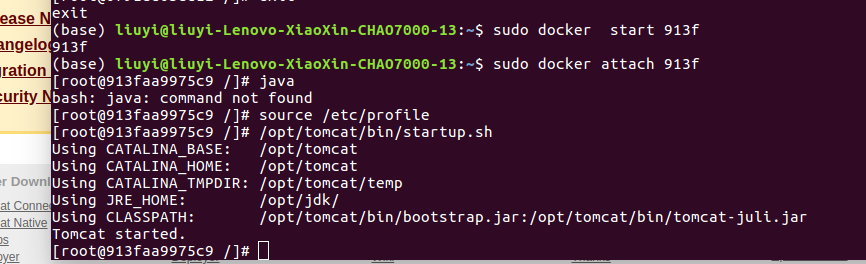 exit
(base) liuyi@liuyi-Lenovo-XiaoXin-CHAO7000-13:~$ sudo docker  start 913f
913f
(base) liuyi@liuyi-Lenovo-XiaoXin-CHAO7000-13:~$ sudo docker attach 913f
[root@913faa9975c9 /]# java
bash: java: command not found
[root@913faa9975c9 /]# source /etc/profile
[root@913faa9975c9 /]# /opt/tomcat/bin/startup.sh
Using CATALINA_BASE:   /opt/tomcat
Using CATALINA_HOME:   /opt/tomcat
Using CATALINA_TMPDIR: /opt/tomcat/temp
Using JRE_HOME:        /opt/jdk/
Using CLASSPATH:       /opt/tomcat/bin/bootstrap.jar:/opt/tomcat/bin/tomcat-juli.jar
Tomcat started.
[root@913faa9975c9 /]#
ease N
angelog
gration
curity N
er Downl
at Conne
at Native
bs
oyer